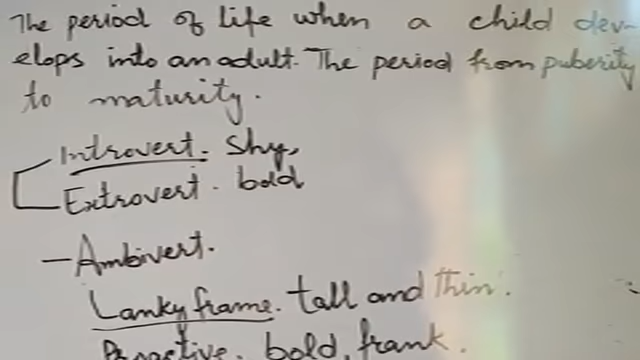 The period of life when a child dev-
elops into an adult. The period from puberity
to maturity.
Introvert. Shy,
Extrovert. bold
- Ambivert.
Lanky frame. tall and thin.
Proactive. bold, frank.